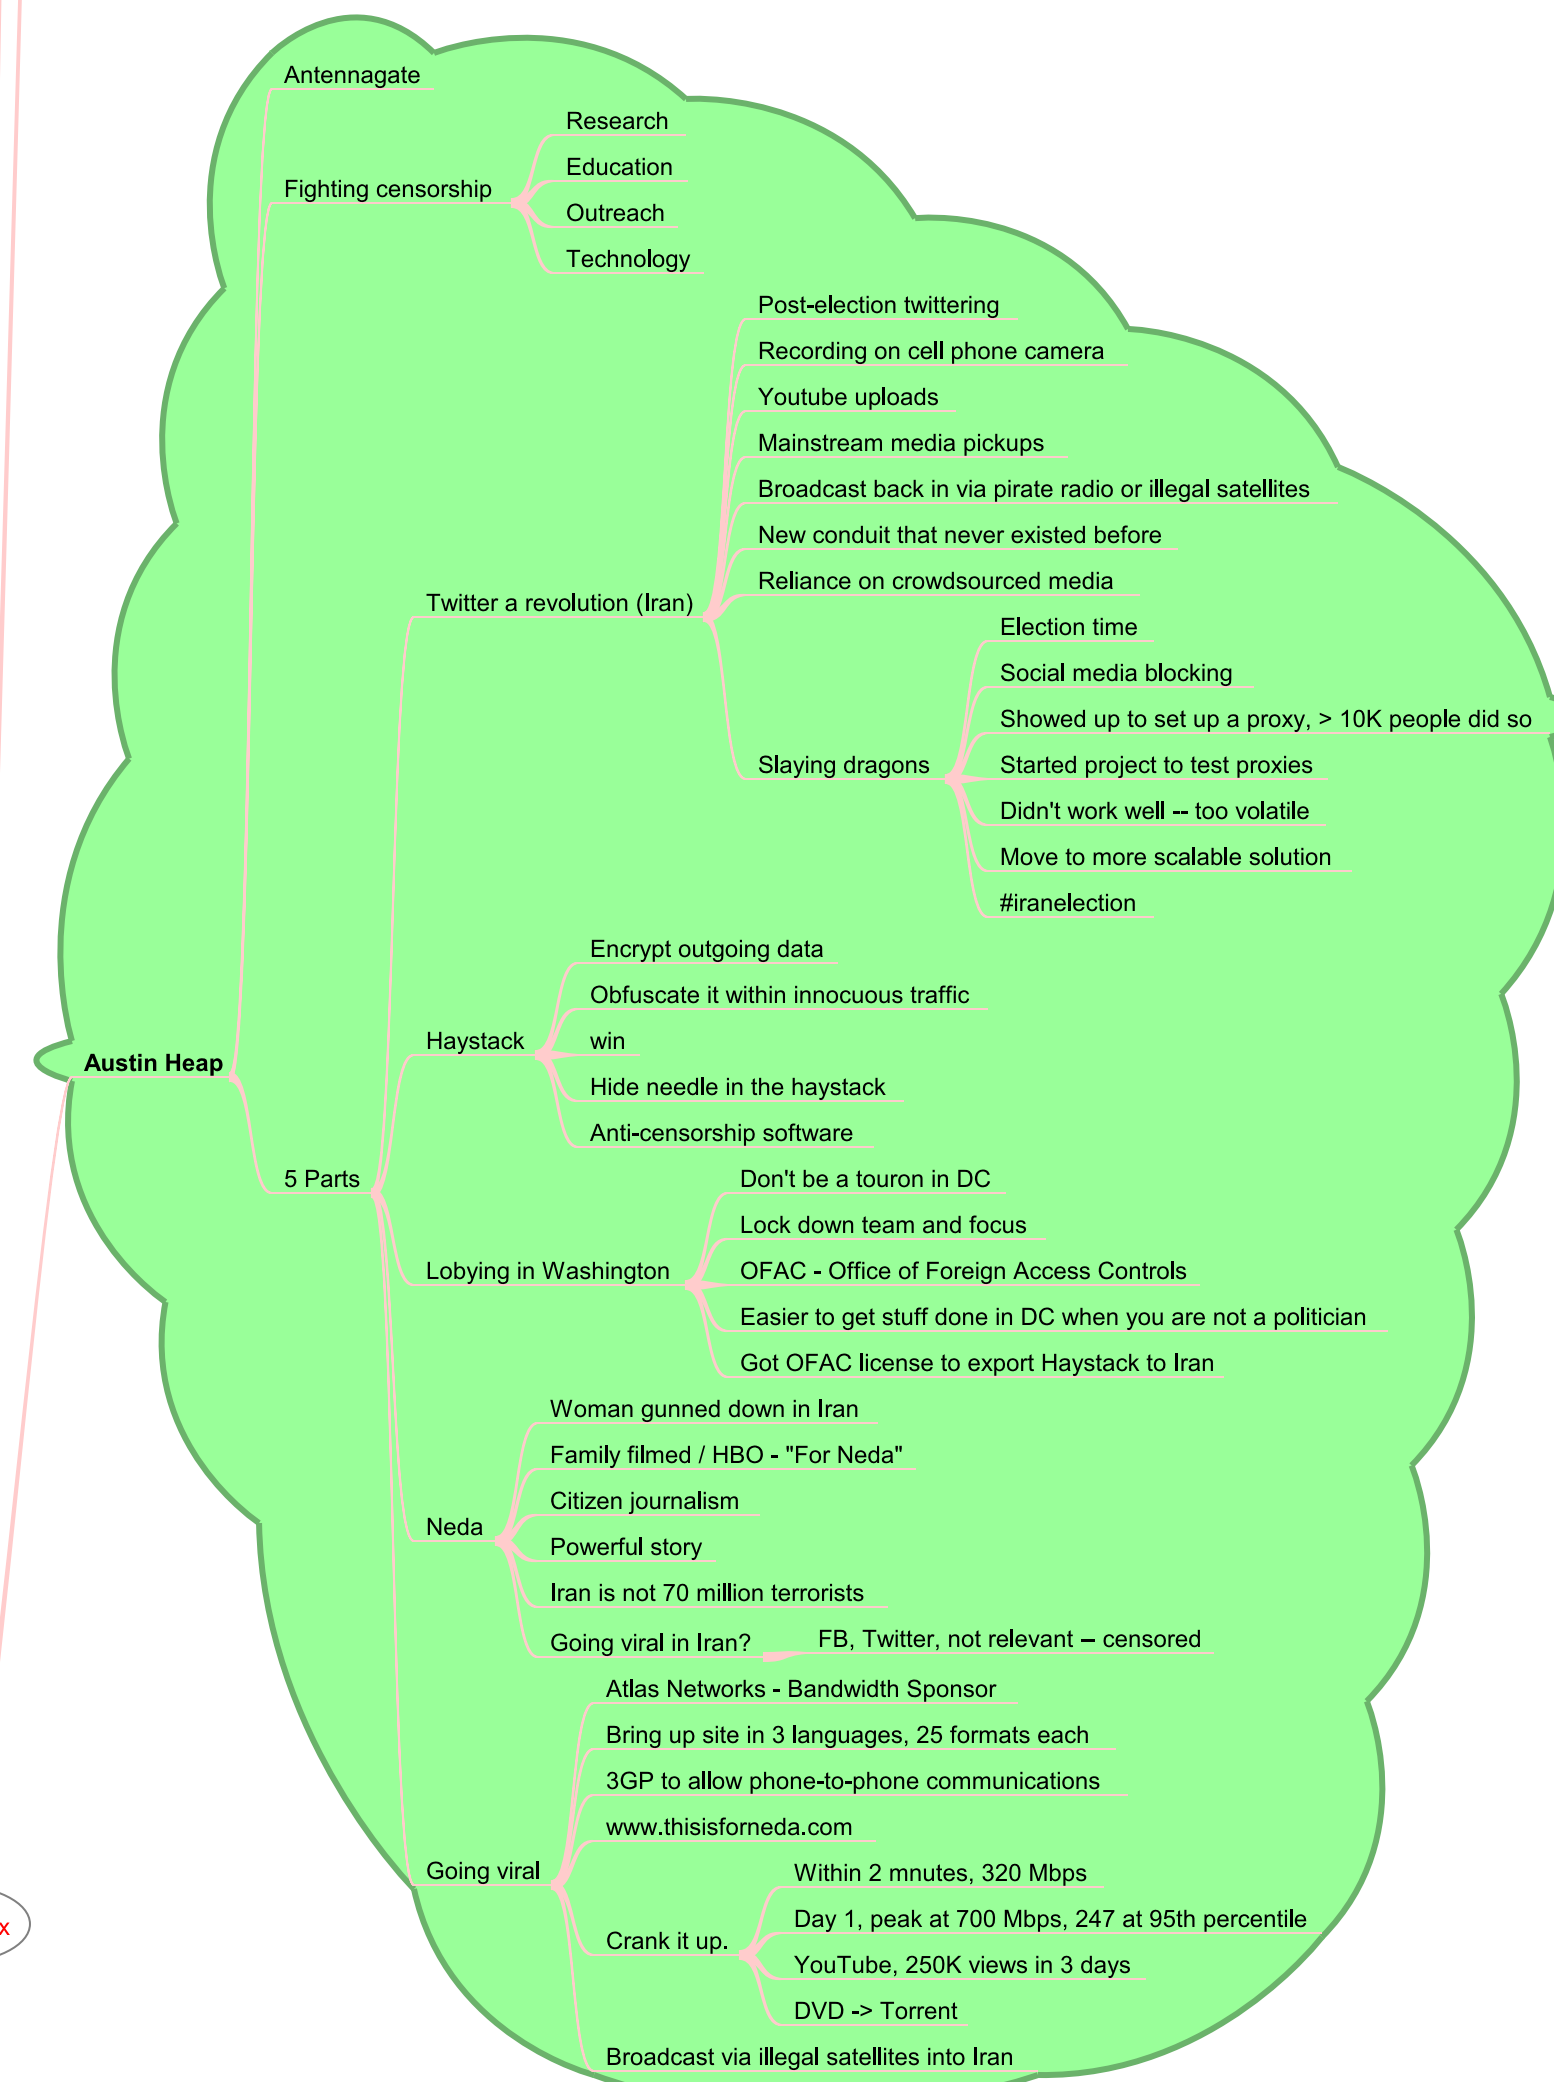 Antennagate
Research
Education
Fighting censorship
Outreach
Technology
Post-election twittering
Recording on cell phone camera
Youtube uploads
Mainstream media pickups
Broadcast back in via pirate radio or illegal satellites
New conduit that never existed before
Reliance on crowdsourced media
Twitter a revolution (Iran)
Election time
Social media blocking
Showed up to set up a proxy, > 10K people did so
Slaying dragons
Started project to test proxies
Didn't work well -- too volatile
Move to more scalable solution
#iranelection
Encrypt outgoing data
Obfuscate it within innocuous traffic
Haystack
win
Austin Heap
Hide needle in the haystack
Anti-censorship software
5 Parts
Don't be a touron in DC
Lock down team and focus
Lobying in Washington
OFAC - Office of Foreign Access Controls
Easier to get stuff done in DC when you are not a politician
Got OFAC license to export Haystack to Iran
Woman gunned down in Iran
Family filmed / HBO - "For Neda"
Citizen journalism
Neda
Powerful story
Iran is not 70 million terrorists
Going viral in Iran?
FB, Twitter, not relevant – censored
Atlas Networks - Bandwidth Sponsor
Bring up site in 3 languages, 25 formats each
3GP to allow phone-to-phone communications
www.thisisforneda.com
Going viral
Within 2 mnutes, 320 Mbps
Day 1, peak at 700 Mbps, 247 at 95th percentile
Crank it up.
YouTube, 250K views in 3 days
DVD -> Torrent
Broadcast via illegal satellites into Iran
x